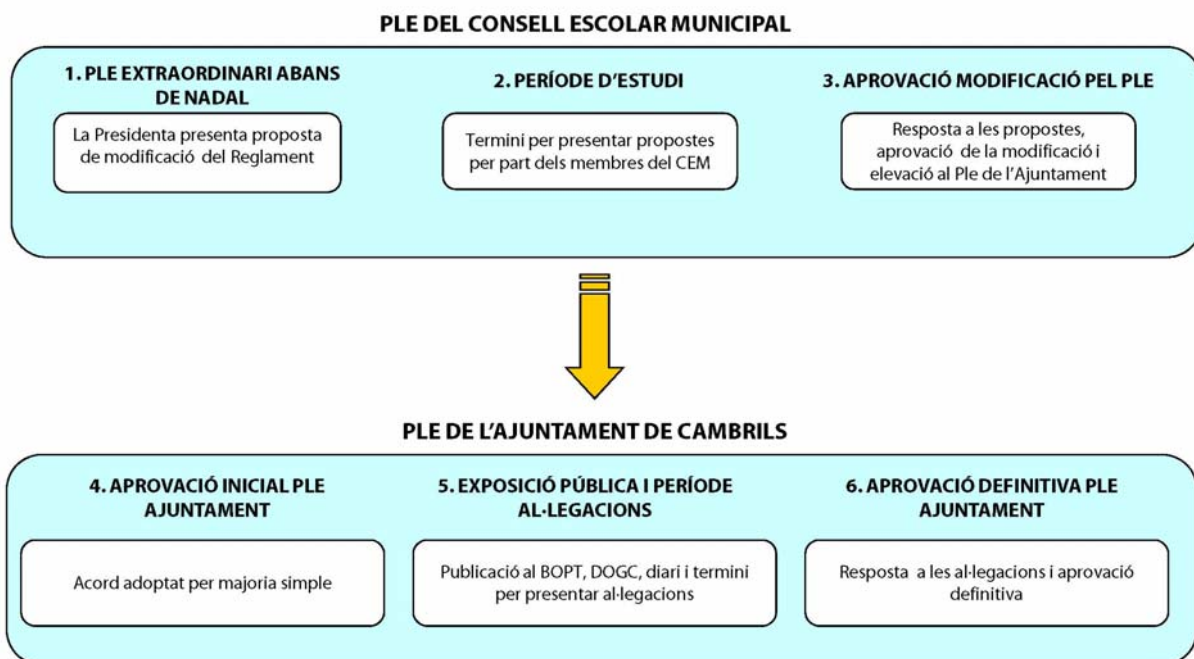 PLE DEL CONSELL ESCOLAR MUNICIPAL
1. PLE EXTRAORDINARI ABANS
DE NADAL
La Presidenta presenta proposta
de modificació del Reglament
2. PERÍODE D'ESTUDI
Termini per presentar propostes
per part dels membres del CEM
3. APROVACIÓ MODIFICACIÓ PEL PLE
Resposta a les propostes,
aprovació de la modificació i
elevació al Ple de l'Ajuntament
PLE DE L'AJUNTAMENT DE CAMBRILS
4. APROVACIÓ INICIAL PLE
AJUNTAMENT
Acord adoptat per majoria simple
5. EXPOSICIÓ PÚBLICA I PERÍODE
AL·LEGACIONS
Publicació al BOPT, DOGC, diari i termini
per presentar al·legacions
6. APROVACIÓ DEFINITIVA PLE
AJUNTAMENT
Resposta a les al·legacions i aprovació
definitiva